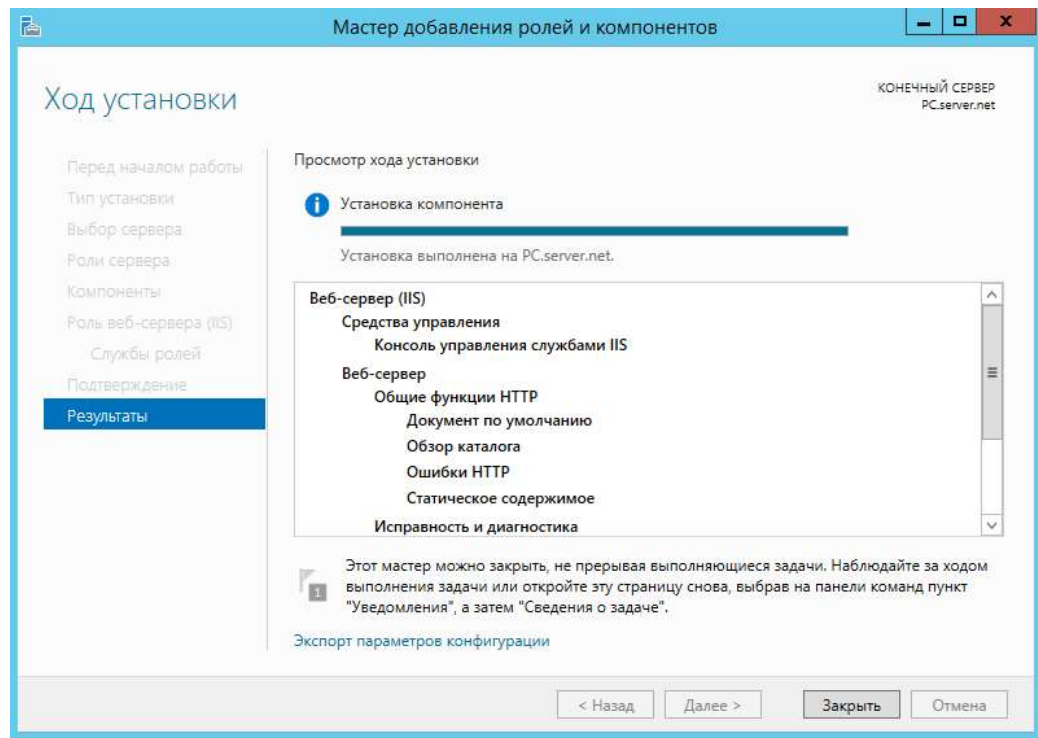 Мастер добавления ролей и компонентов
Ход установки
КОНЕЧНЫЙ СЕРВЕР
PC.server.net
Перед началом работы
Тип установки
Выбор сервера
Роли сервера
Компоненты
Роль веб-сервера (IIS)
Службы ролей
Подтверждение
Результаты
Просмотр хода установки
Установка компонента
Установка выполнена на PC.server.net.
Веб-сервер (IIS)
Средства управления
Консоль управления службами IIS
Веб-сервер
Общие функции HTTP
Документ по умолчанию
Обзор каталога
Ошибки HTTP
Статическое содержимое
Исправность и диагностика
1
Этот мастер можно закрыть, не прерывая выполняющиеся задачи. Наблюдайте за ходом
выполнения задачи или откройте эту страницу снова, выбрав на панели команд пункт
"Уведомления", а затем "Сведения о задаче".
Экспорт параметров конфигурации
< Назад
Далее >
Закрыть
Отмена